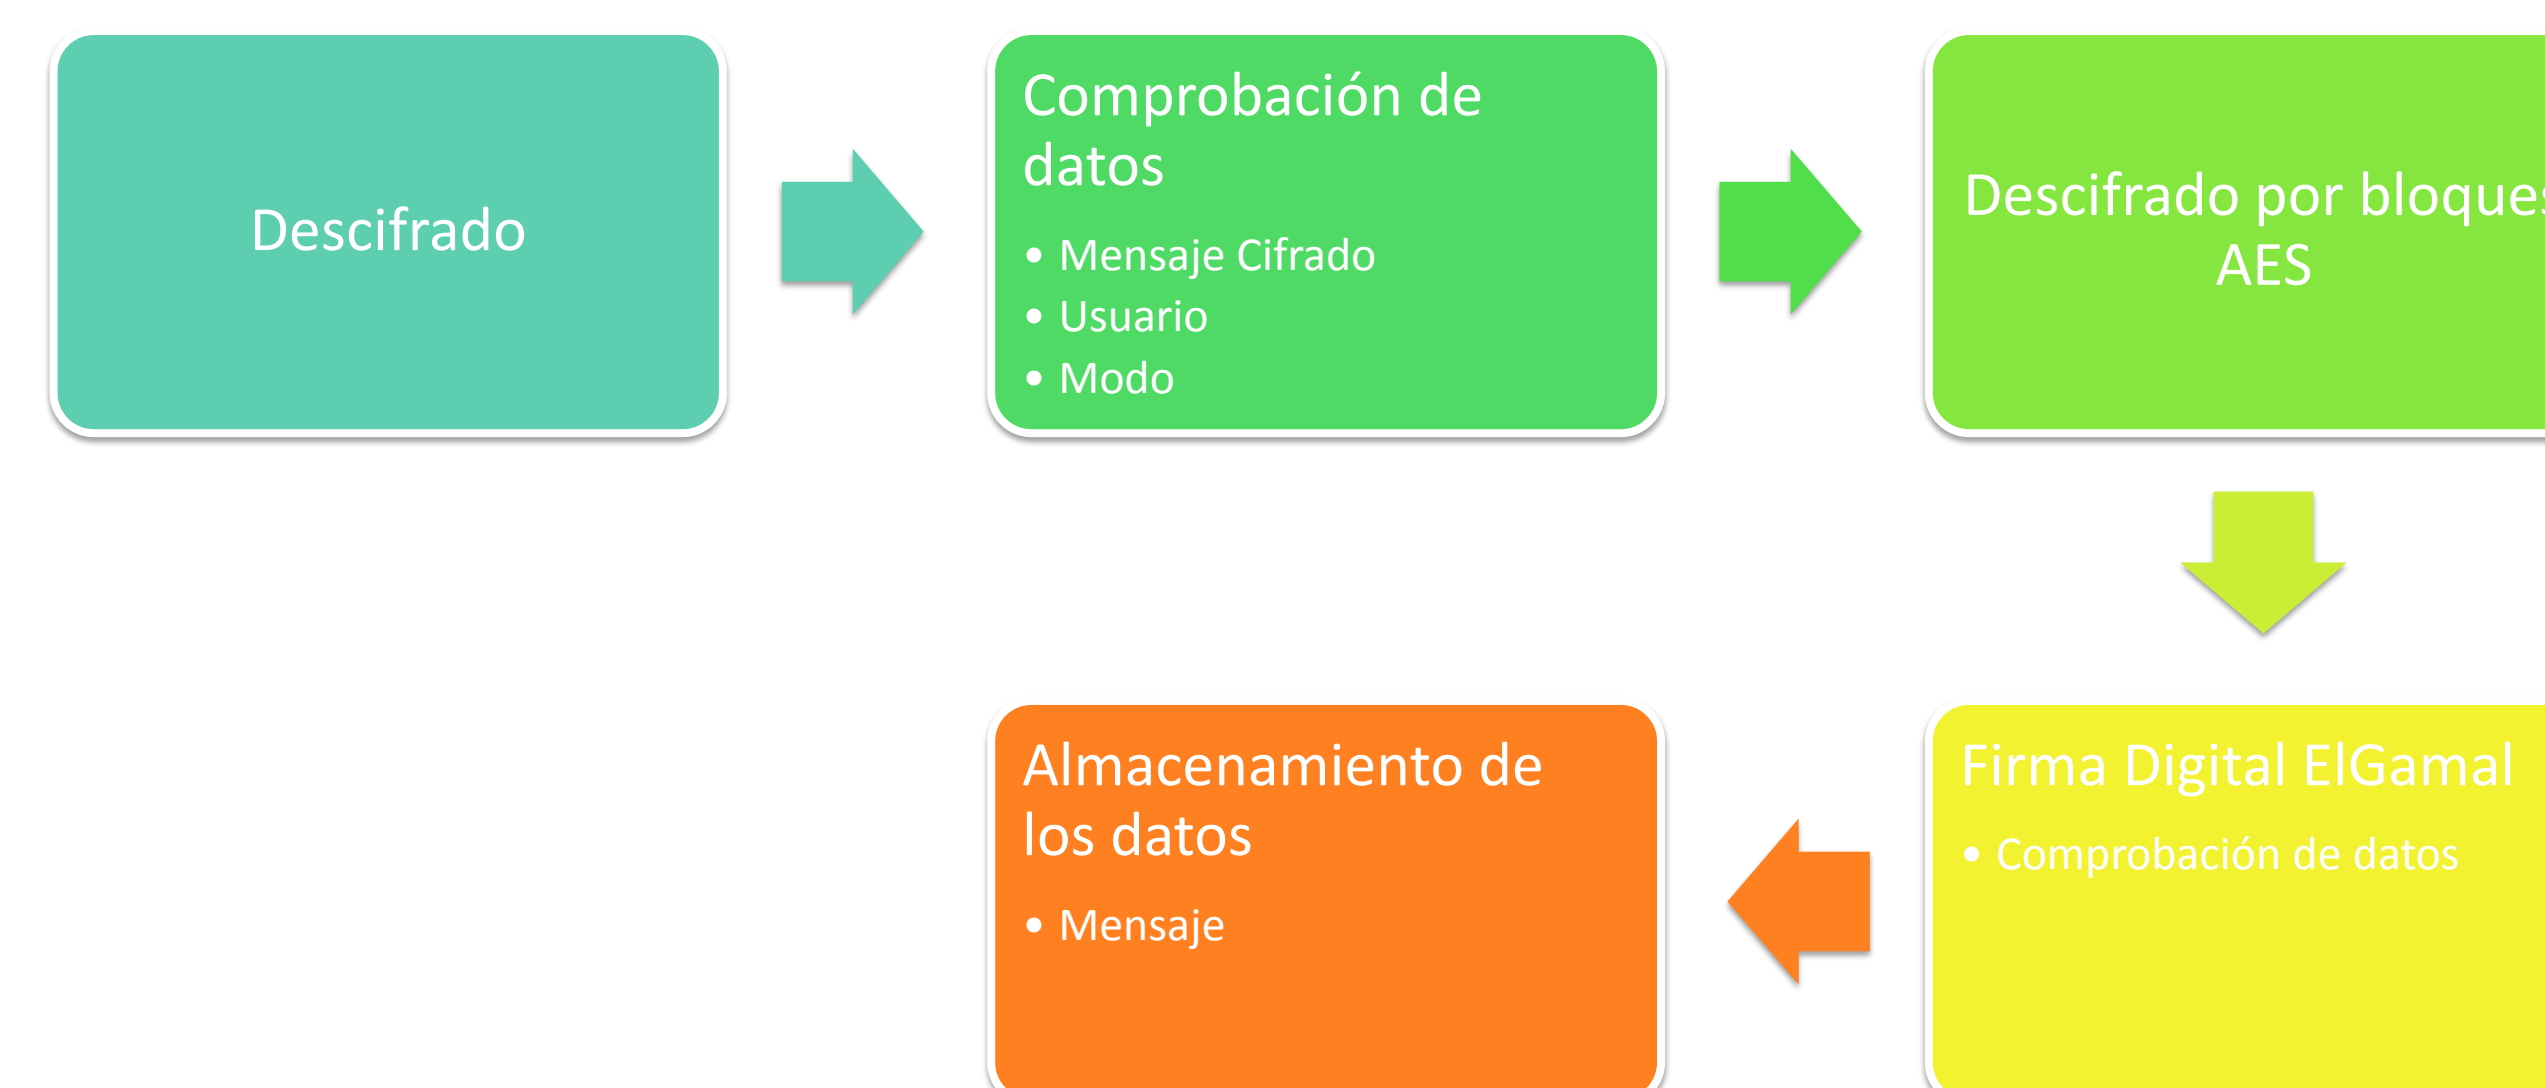 Descifrado
Comprobación de
datos
• Mensaje Cifrado
• Usuario
• Modo
Descifrado por bloques
AES
Firma Digital ElGamal
• Comprobación de datos
Almacenamiento de
los datos
• Mensaje